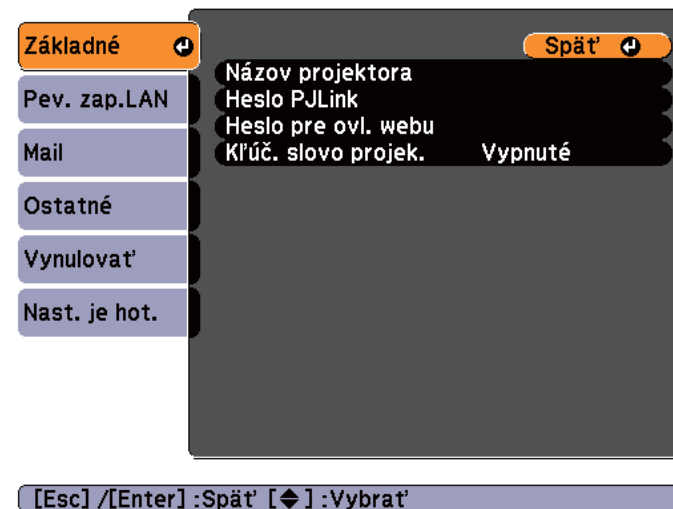 Základné
Pev. zap.LAN
Mail
Ostatné
Vynulovať
Nast. je hot.
Späť
Názov projektora
Heslo PJLink
Heslo pre ovl. webu
Kľúč. slovo projek. Vypnuté
[Esc] /[Enter] :Späť [◆] :Vybrať